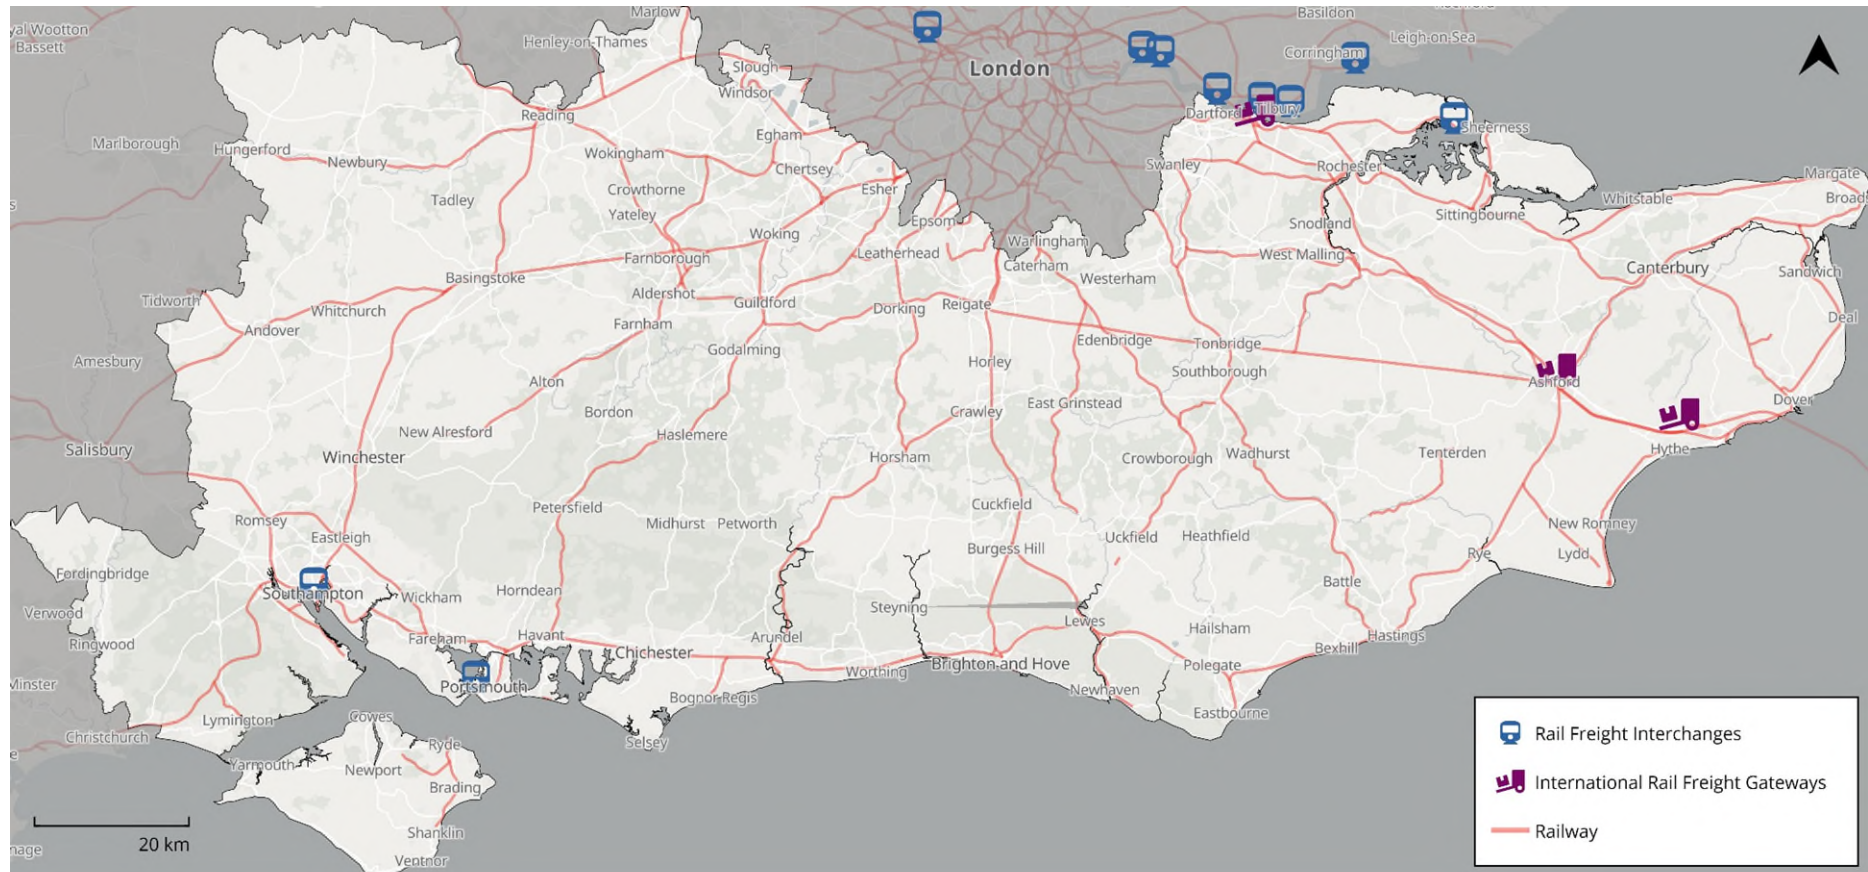 Marlow
Basildon
yal Wootton
Bassett
Henley-on-Thames
Leigh-on-Sea
Corringham
London
Slough
Windsor
Reading
Dartford
Tilbury
Sheerness
Marlborough
Hungerford
Newbury
Wokingham
Egham
Chertsey
Swanley
Rochester
Margate
Tadley
Crowthorne
Yateley
Esher
Epsom
Snodland
Sittingbourne
Whitstable
Broads
Woking
Leatherhead
Warlingham
Caterham
Westerham
West Malling
Canterbury
Sandwich
Basingstoke
Farnborough
Aldershot
Guildford
Dorking
Reigate
Tidworth
Whitchurch
Andover
Farnham
Godalming
Deal
Amesbury
Horley
Edenbridge
Tonbridge
Southborough
Ashford
Alton
Bordon
Crawley
East Grinstead
Dover
New Alresford
Haslemere
Salisbury
Winchester
Horsham
Crowborough
Wadhurst
Tenterden
Hythe
Romsey
Petersfield
Midhurst
Petworth
Cuckfield
Eastleigh
Burgess Hill
Uckfield
Heathfield
New Romney
Rye
Lydd
Fordingbridge
Southampton
Wickham
Horndean
Steyning
Battle
Verwood
Ringwood
Fareham
Havant
Arundel
Lewes
Hailsham
Hastings
Bexhill
Chichester
Worthing
Brighton and Hove
Polegate
Minster
Portsmouth
Bognor Regis
Newhaven
Eastbourne
Lymington
Cowes
Christchurch
Selsey
Ryde
Yarmouth
Newport
Brading
Shanklin
Ventnor
nage
20 km
Rail Freight Interchanges
International Rail Freight Gateways
Railway